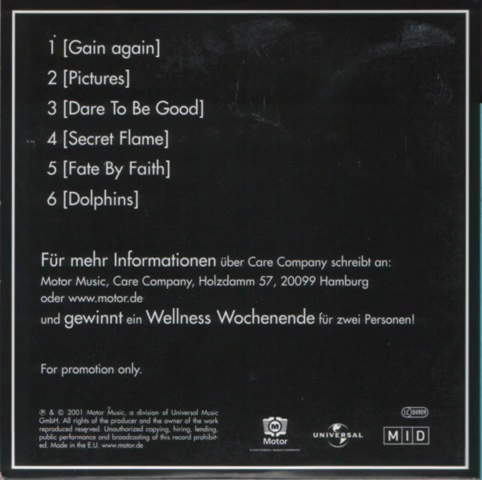 1 [Gain again]
2 [Pictures]
3 [Dare To Be Good]
4 [Secret Flame]
5 [Fate By Faith]
6 [Dolphins]
Für mehr Informationen über Care Company schreibt an:
Motor Music, Care Company, Holzdamm 57, 20099 Hamburg
oder www.motor.de
und gewinnt ein Wellness Wochenende für zwei Personen!
For promotion only.
℗ & © 2001 Motor Music, a division of Universal Music
GmbH. All rights of the producer and the owner of the work
reproduced reserved. Unauthorized copying, hiring, lending,
public performance and broadcasting of this record prohibit-
ed. Made in the E.U. www.motor.de
M
Motor
A UNIVERSAL MUSIC COMPANY
UNIVERSAL
LC
MID